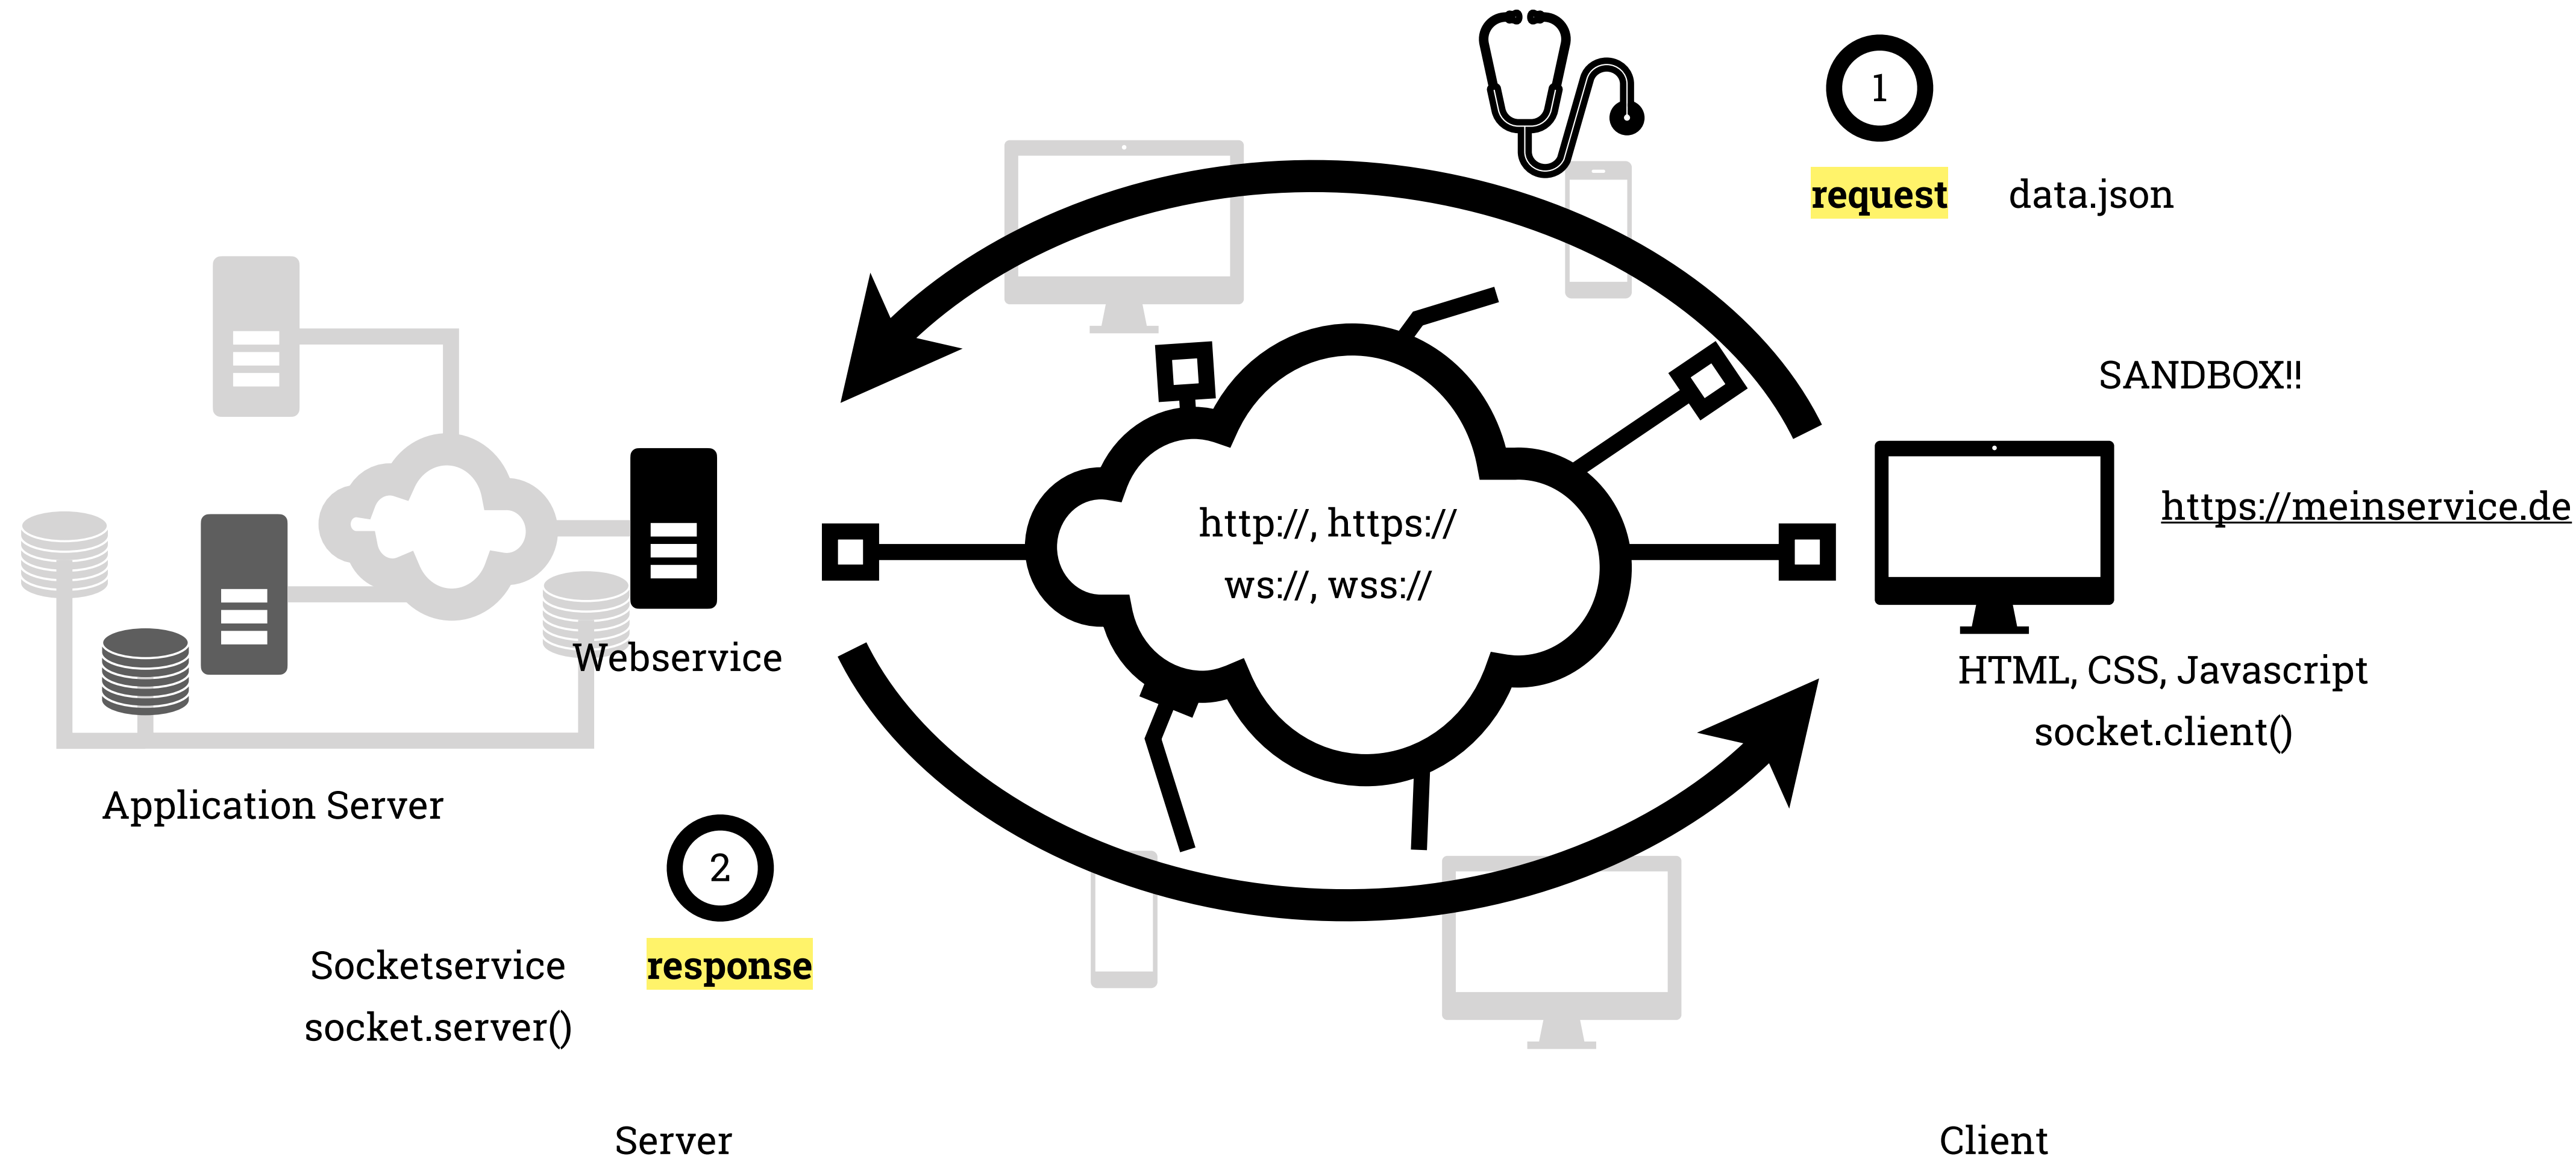 1
request
data.json
SANDBOX!!
https://meinservice.de
http://, https://
ws://, wss://
Webservice
HTML, CSS, Javascript
socket.client()
Application Server
2
response
Socketservice
socket.server()
Server
Client